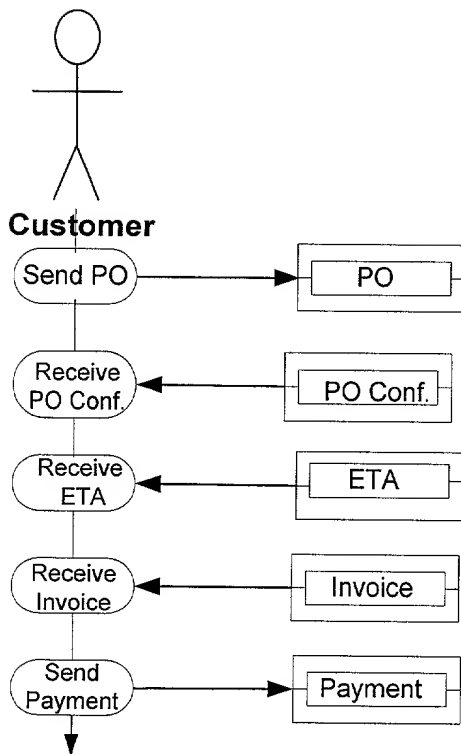 Customer
Send PO
PO
Receive
PO Conf.
PO Conf.
Receive
ETA
ETA
Receive
Invoice
Invoice
Send
Payment
Payment